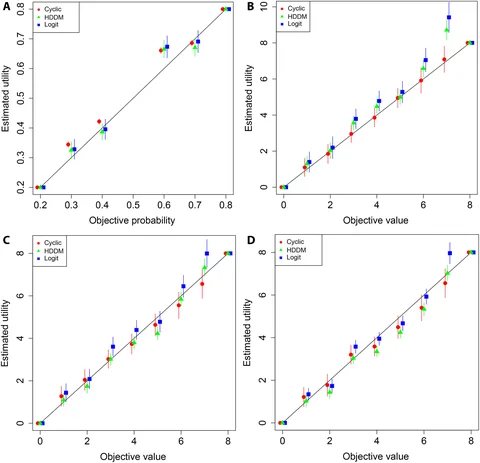 A
Cyclic
HDDM
Logit
Estimated utility
0.8
0.7
0.6
0.5
0.4
0.3
0.2
0.2 0.3 0.4 0.5 0.6 0.7 0.8
Objective probability
B
Cyclic
HDDM
Logit
Estimated utility
10
8
6
4
2
0
0 2 4 6 8
Objective value
C
Cyclic
HDDM
Logit
Estimated utility
8
6
4
2
0
0 2 4 6 8
Objective value
D
Cyclic
HDDM
Logit
Estimated utility
8
6
4
2
0
0 2 4 6 8
Objective value